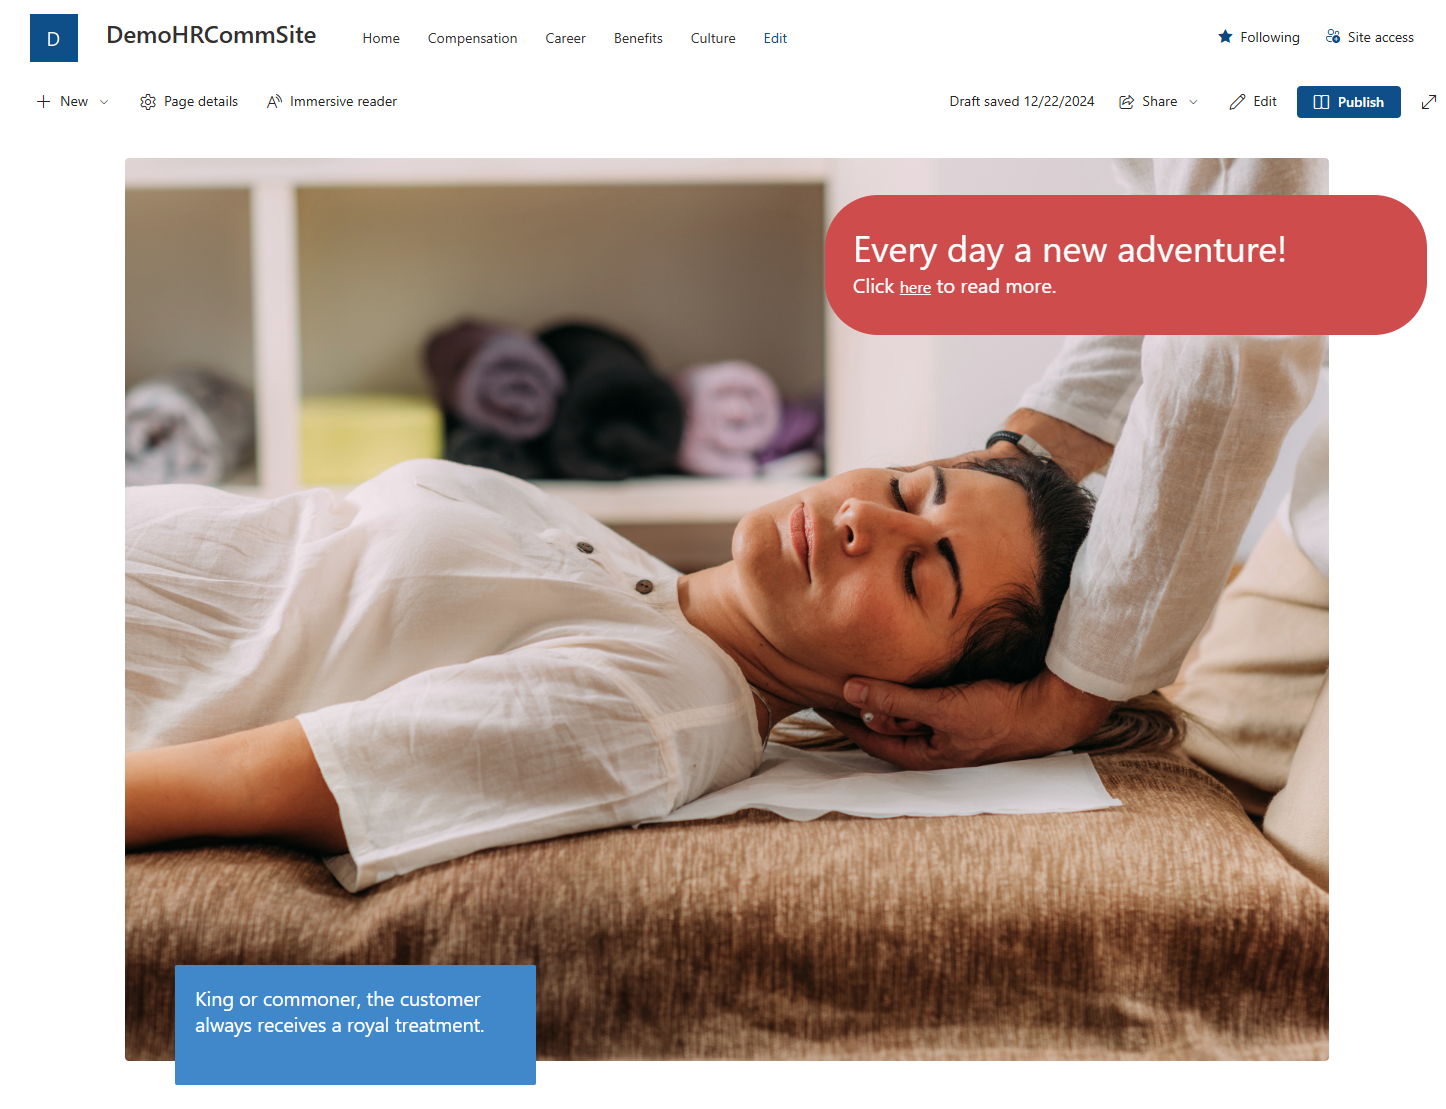 D
DemoHRCommSite
Home Compensation Career Benefits Culture Edit
Following Site access
New Page details Immersive reader
Draft saved 12/22/2024 Share Edit Publish
Every day a new adventure!
Click here to read more.
King or commoner, the customer
always receives a royal treatment.